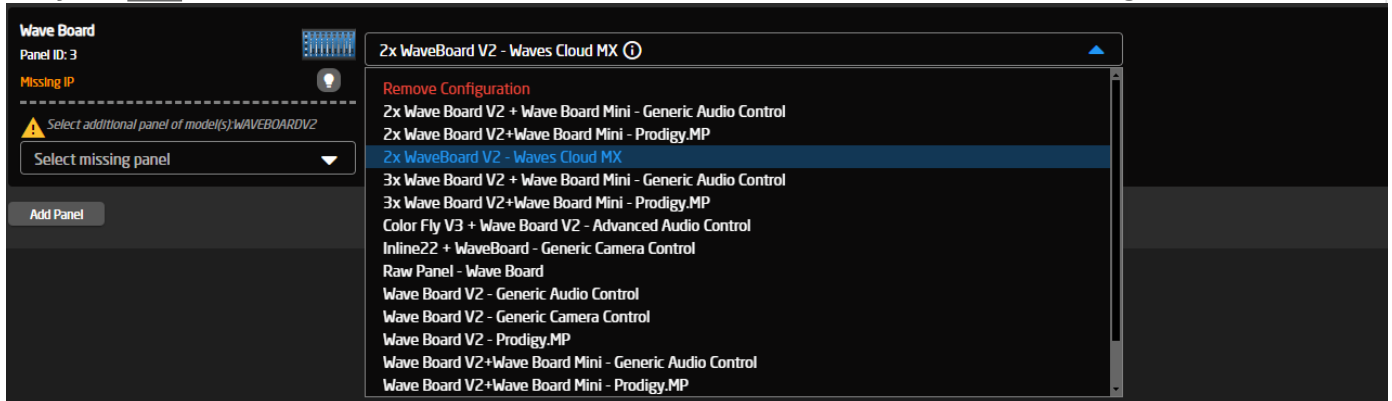 Wave Board
Panel ID: 3
Missing IP
Select additional panel of model(s):WAVEBOARDV2
Select missing panel
Add Panel
2x WaveBoard V2 - Waves Cloud MX
Remove Configuration
2x Wave Board V2 + Wave Board Mini - Generic Audio Control
2x Wave Board V2+Wave Board Mini - Prodigy.MP
2x WaveBoard V2 - Waves Cloud MX
3x Wave Board V2 + Wave Board Mini - Generic Audio Control
3x Wave Board V2+Wave Board Mini - Prodigy.MP
Color Fly V3 + Wave Board V2 - Advanced Audio Control
Inline22 + WaveBoard - Generic Camera Control
Raw Panel - Wave Board
Wave Board V2 - Generic Audio Control
Wave Board V2 - Generic Camera Control
Wave Board V2 - Prodigy.MP
Wave Board V2+Wave Board Mini - Generic Audio Control
Wave Board V2+Wave Board Mini - Prodigy.MP